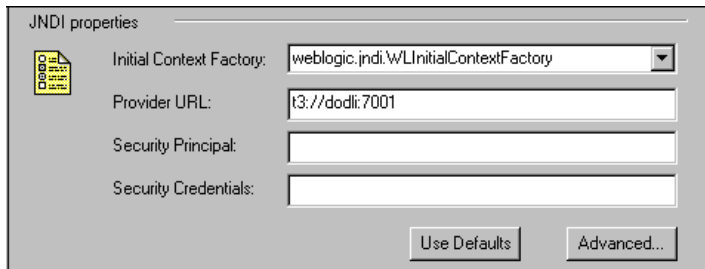 JNDI properties
Initial Context Factory: weblogic.jndi.WLInitialContextFactory
Provider URL: t3://dodli:7001
Security Principal:
Security Credentials:
Use Defaults Advanced...